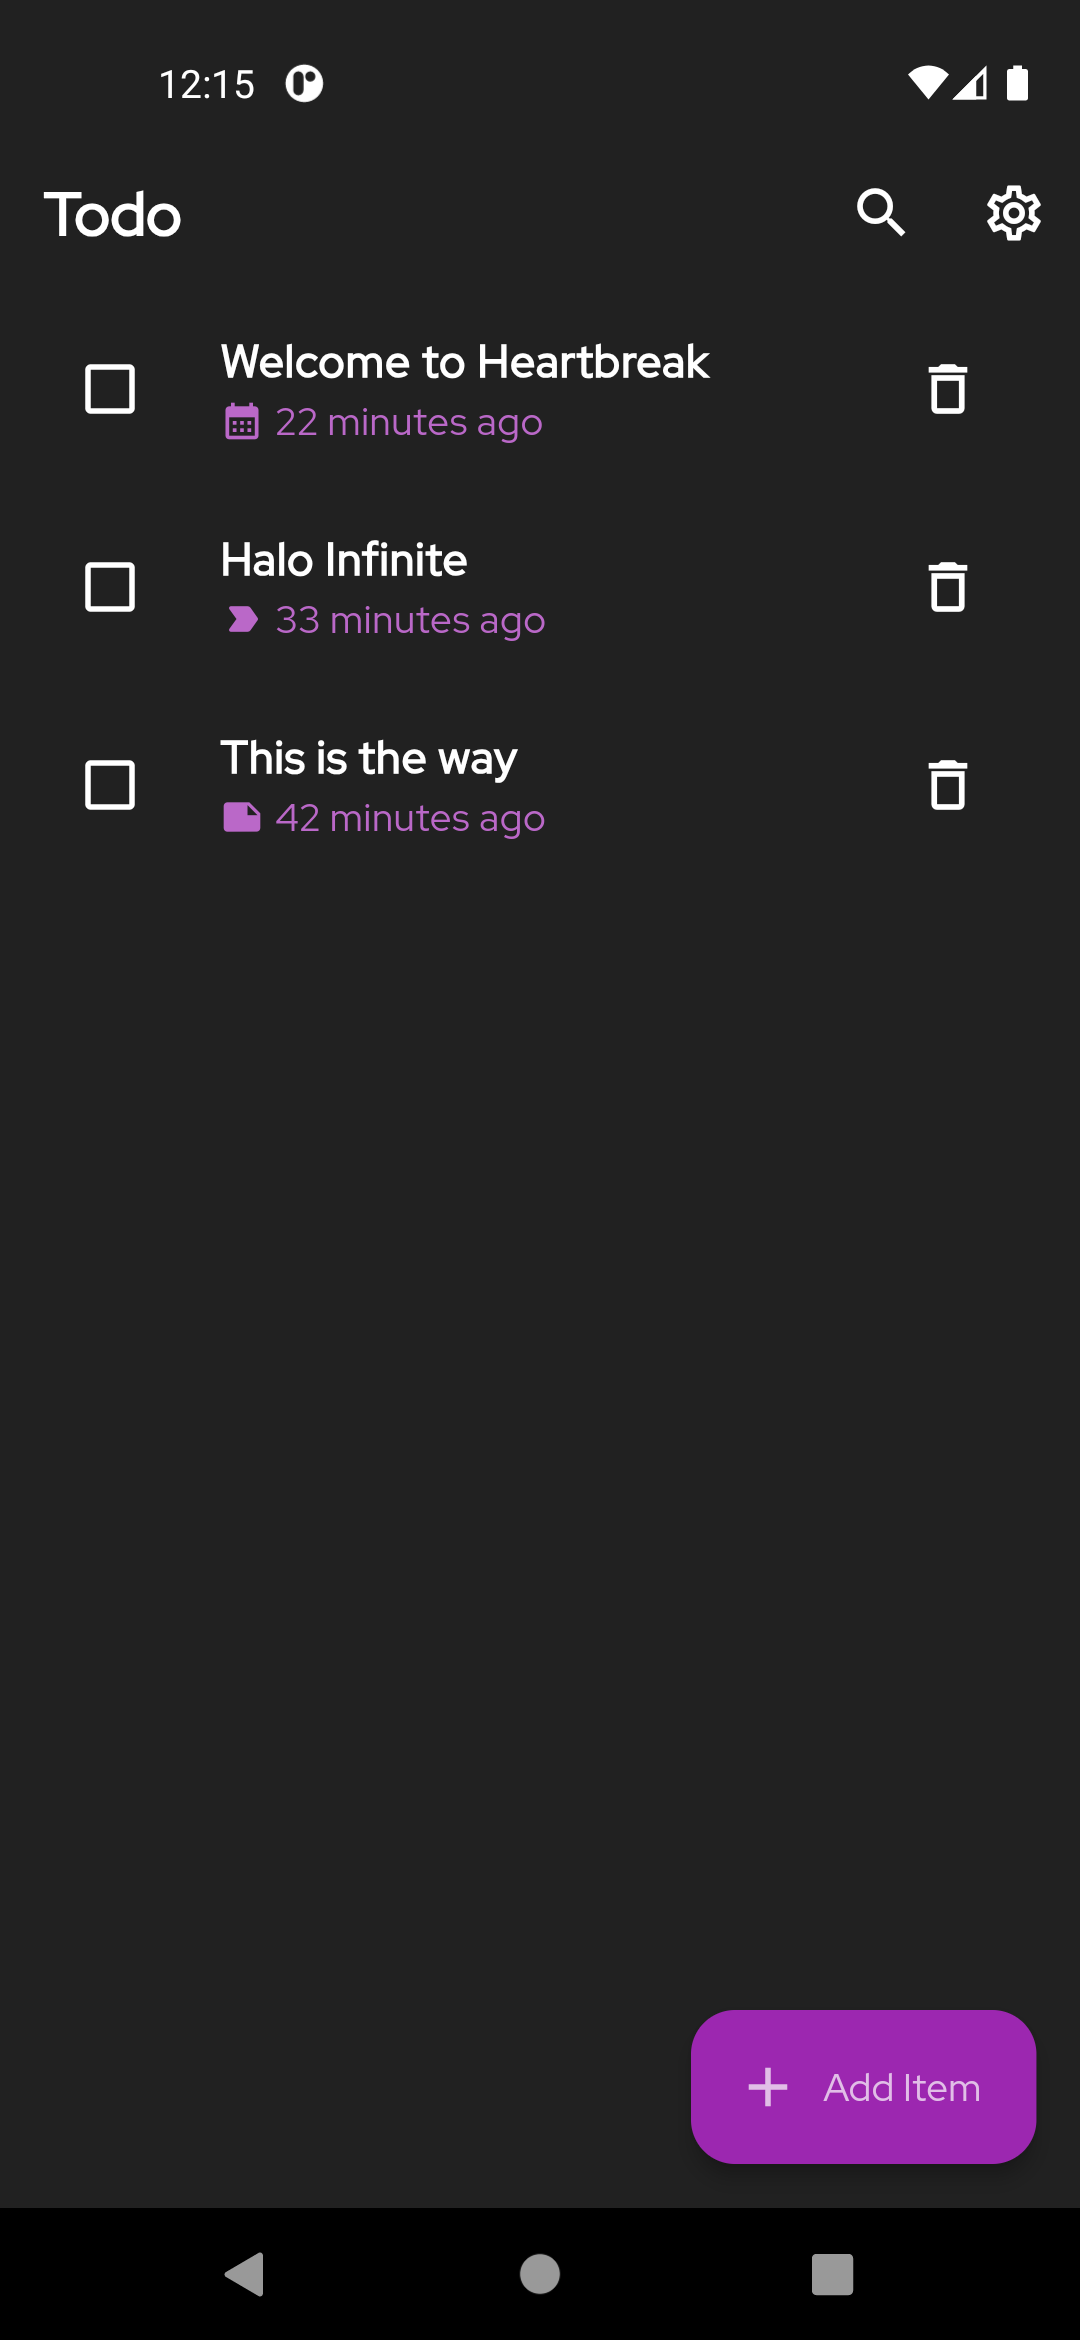 12:15
Todo
Welcome to Heartbreak
22 minutes ago
Halo Infinite
33 minutes ago
This is the way
42 minutes ago
Add Item